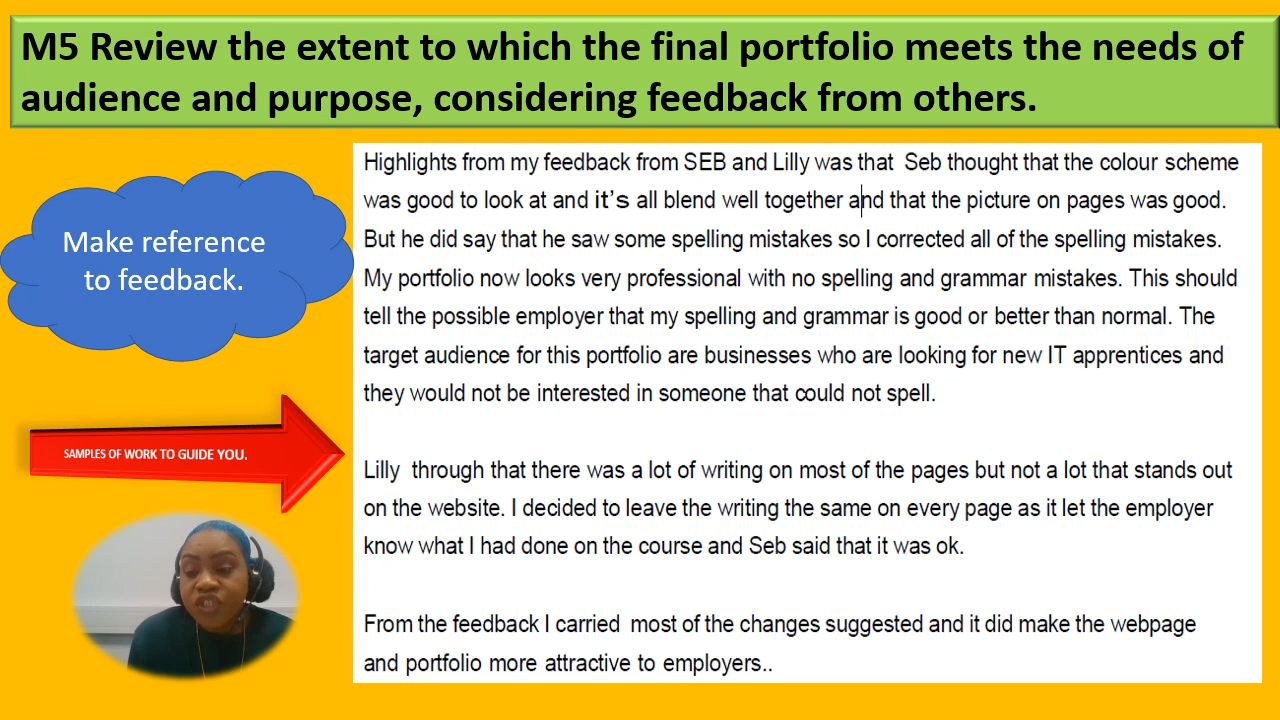 M5 Review the extent to which the final portfolio meets the needs of
audience and purpose, considering feedback from others.
Make reference
to feedback.
SAMPLES OF WORK TO GUIDE YOU.
Highlights from my feedback from SEB and Lilly was that  Seb thought that the colour scheme
was good to look at and it's all blend well together and that the picture on pages was good.
But he did say that he saw some spelling mistakes so I corrected all of the spelling mistakes.
My portfolio now looks very professional with no spelling and grammar mistakes. This should
tell the possible employer that my spelling and grammar is good or better than normal. The
target audience for this portfolio are businesses who are looking for new IT apprentices and
they would not be interested in someone that could not spell.
Lilly  through that there was a lot of writing on most of the pages but not a lot that stands out
on the website. I decided to leave the writing the same on every page as it let the employer
know what I had done on the course and Seb said that it was ok.
From the feedback I carried  most of the changes suggested and it did make the webpage
and portfolio more attractive to employers..